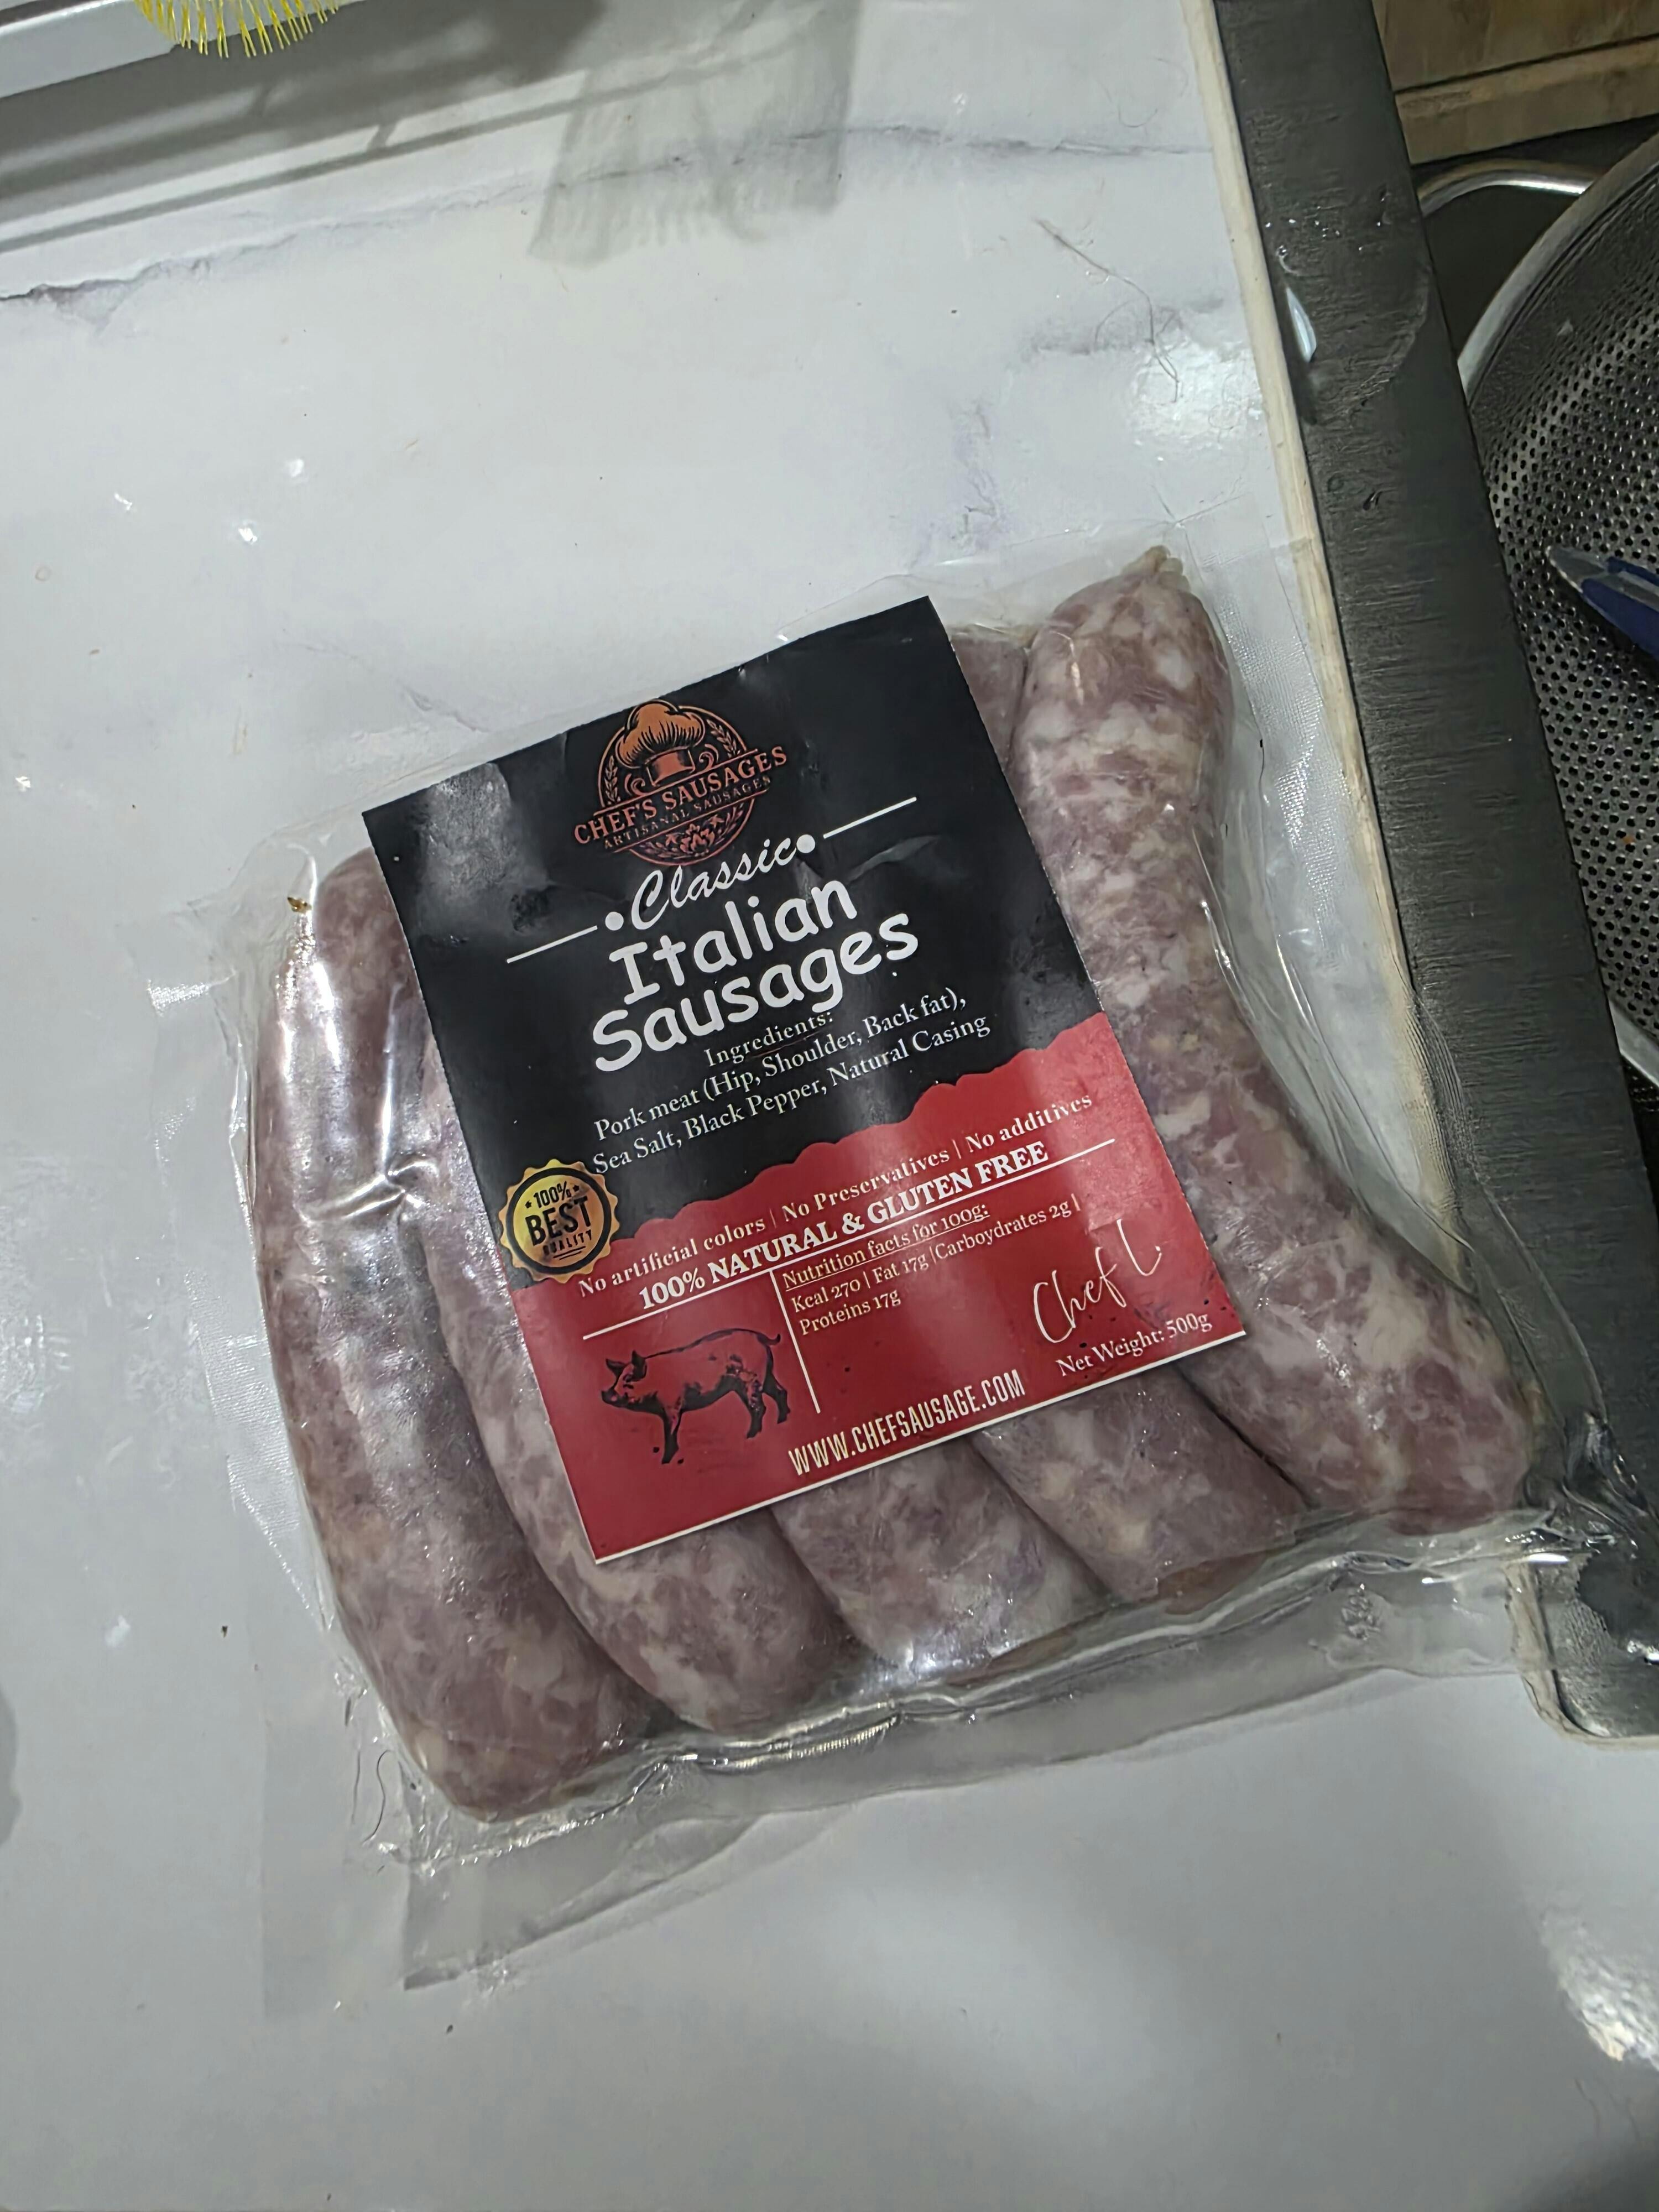 CHEF'S SAUSAGES
ARTISANAL SAUSAGES
Classic
Italian
Sausages
Ingredients:
Pork meat (Hip, Shoulder, Back fat),
Sea Salt, Black Pepper, Natural Casing
100%
BEST
QUALITY
No artificial colors | No Preservatives | No additives
100% NATURAL & GLUTEN FREE
Nutrition facts for 100g:
Kcal 270 | Fat 17g |Carboydrates 2g |
Proteins 17g
Chef L
Net Weight: 500g
WWW.CHEFSAUSAGE.COM